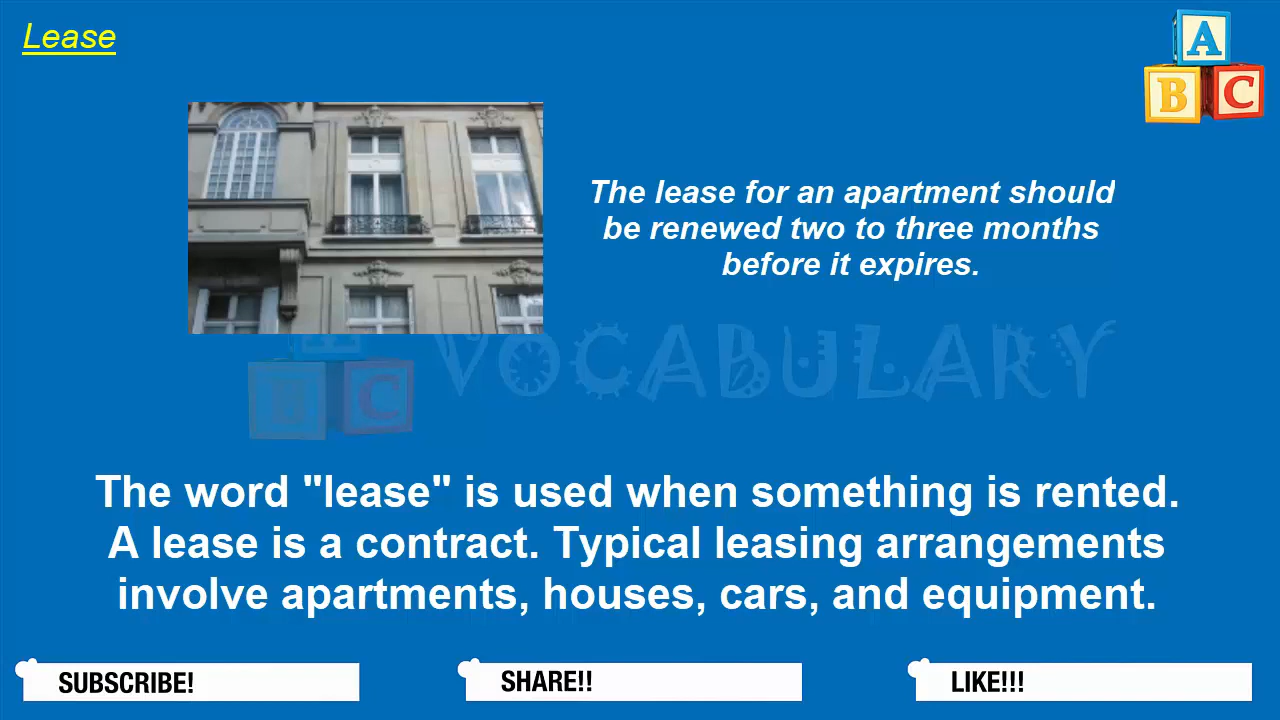 Lease
A
B C
The lease for an apartment should
be renewed two to three months
before it expires.
A
B C
VOCABULARY
The word "lease" is used when something is rented.
A lease is a contract. Typical leasing arrangements
involve apartments, houses, cars, and equipment.
SUBSCRIBE!
SHARE!!
LIKE!!!